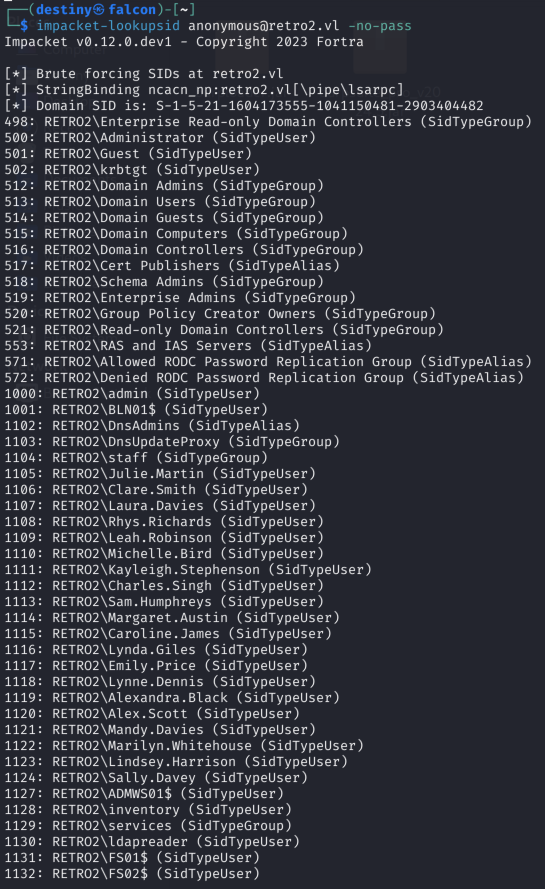 ┌──(destiny㉿falcon)-[~]
└─$ impacket-lookupsid anonymous@retro2.vl -no-pass
Impacket v0.12.0.dev1 - Copyright 2023 Fortra
[*] Brute forcing SIDs at retro2.vl
[*] StringBinding ncacn_np:retro2.vl[\pipe\lsarpc]
[*] Domain SID is: S-1-5-21-1604173555-1041150481-2903404482
498: RETRO2\Enterprise Read-only Domain Controllers (SidTypeGroup)
500: RETRO2\Administrator (SidTypeUser)
501: RETRO2\Guest (SidTypeUser)
502: RETRO2\krbtgt (SidTypeUser)
512: RETRO2\Domain Admins (SidTypeGroup)
513: RETRO2\Domain Users (SidTypeGroup)
514: RETRO2\Domain Guests (SidTypeGroup)
515: RETRO2\Domain Computers (SidTypeGroup)
516: RETRO2\Domain Controllers (SidTypeGroup)
517: RETRO2\Cert Publishers (SidTypeAlias)
518: RETRO2\Schema Admins (SidTypeGroup)
519: RETRO2\Enterprise Admins (SidTypeGroup)
520: RETRO2\Group Policy Creator Owners (SidTypeGroup)
521: RETRO2\Read-only Domain Controllers (SidTypeGroup)
553: RETRO2\RAS and IAS Servers (SidTypeAlias)
571: RETRO2\Allowed RODC Password Replication Group (SidTypeAlias)
572: RETRO2\Denied RODC Password Replication Group (SidTypeAlias)
1000: RETRO2\admin (SidTypeUser)
1001: RETRO2\BLN01$ (SidTypeUser)
1102: RETRO2\DnsAdmins (SidTypeAlias)
1103: RETRO2\DnsUpdateProxy (SidTypeGroup)
1104: RETRO2\staff (SidTypeGroup)
1105: RETRO2\Julie.Martin (SidTypeUser)
1106: RETRO2\Clare.Smith (SidTypeUser)
1107: RETRO2\Laura.Davies (SidTypeUser)
1108: RETRO2\Rhys.Richards (SidTypeUser)
1109: RETRO2\Leah.Robinson (SidTypeUser)
1110: RETRO2\Michelle.Bird (SidTypeUser)
1111: RETRO2\Kayleigh.Stephenson (SidTypeUser)
1112: RETRO2\Charles.Singh (SidTypeUser)
1113: RETRO2\Sam.Humphreys (SidTypeUser)
1114: RETRO2\Margaret.Austin (SidTypeUser)
1115: RETRO2\Caroline.James (SidTypeUser)
1116: RETRO2\Lynda.Giles (SidTypeUser)
1117: RETRO2\Emily.Price (SidTypeUser)
1118: RETRO2\Lynne.Dennis (SidTypeUser)
1119: RETRO2\Alexandra.Black (SidTypeUser)
1120: RETRO2\Alex.Scott (SidTypeUser)
1121: RETRO2\Mandy.Davies (SidTypeUser)
1122: RETRO2\Marilyn.Whitehouse (SidTypeUser)
1123: RETRO2\Lindsey.Harrison (SidTypeUser)
1124: RETRO2\Sally.Davey (SidTypeUser)
1127: RETRO2\ADMWS01$ (SidTypeUser)
1128: RETRO2\inventory (SidTypeUser)
1129: RETRO2\services (SidTypeGroup)
1130: RETRO2\ldapreader (SidTypeUser)
1131: RETRO2\FS01$ (SidTypeUser)
1132: RETRO2\FS02$ (SidTypeUser)